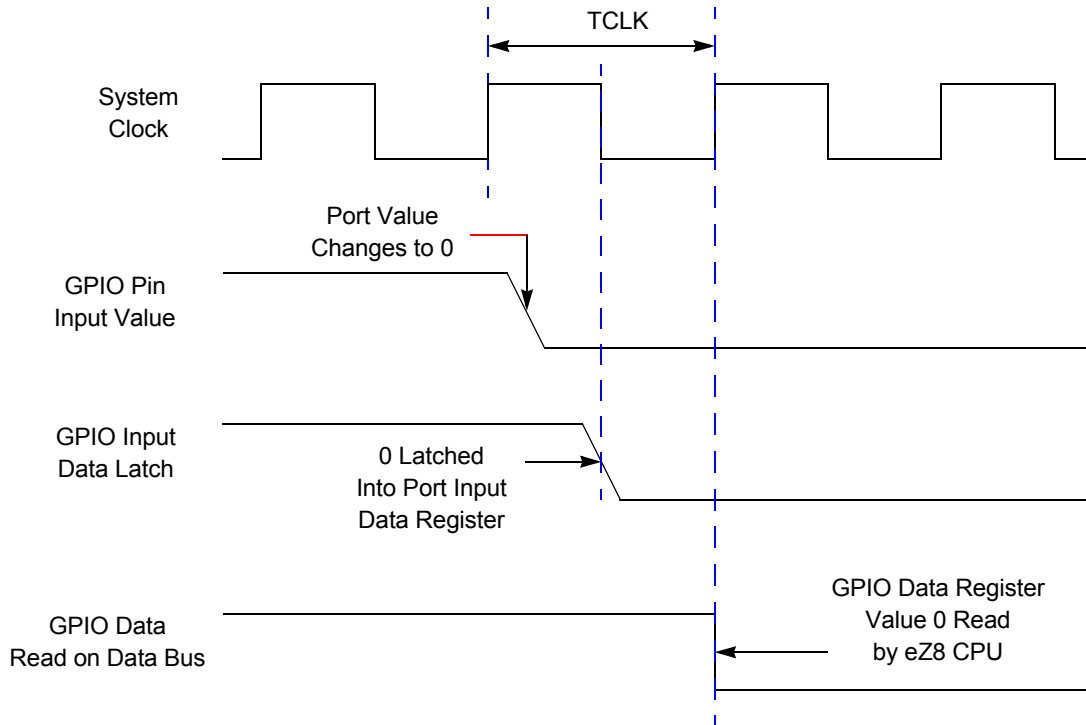 TCLK
System
Clock
Port Value
Changes to 0
GPIO Pin
Input Value
GPIO Input
Data Latch
0 Latched
Into Port Input
Data Register
GPIO Data
Read on Data Bus
GPIO Data Register
Value 0 Read
by eZ8 CPU